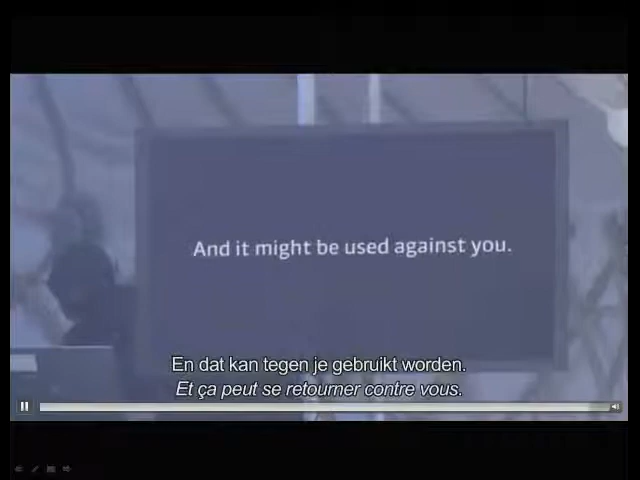 And it might be used against you.
En dat kan tegen je gebruikt worden.
Et ça peut se retourner contre vous.